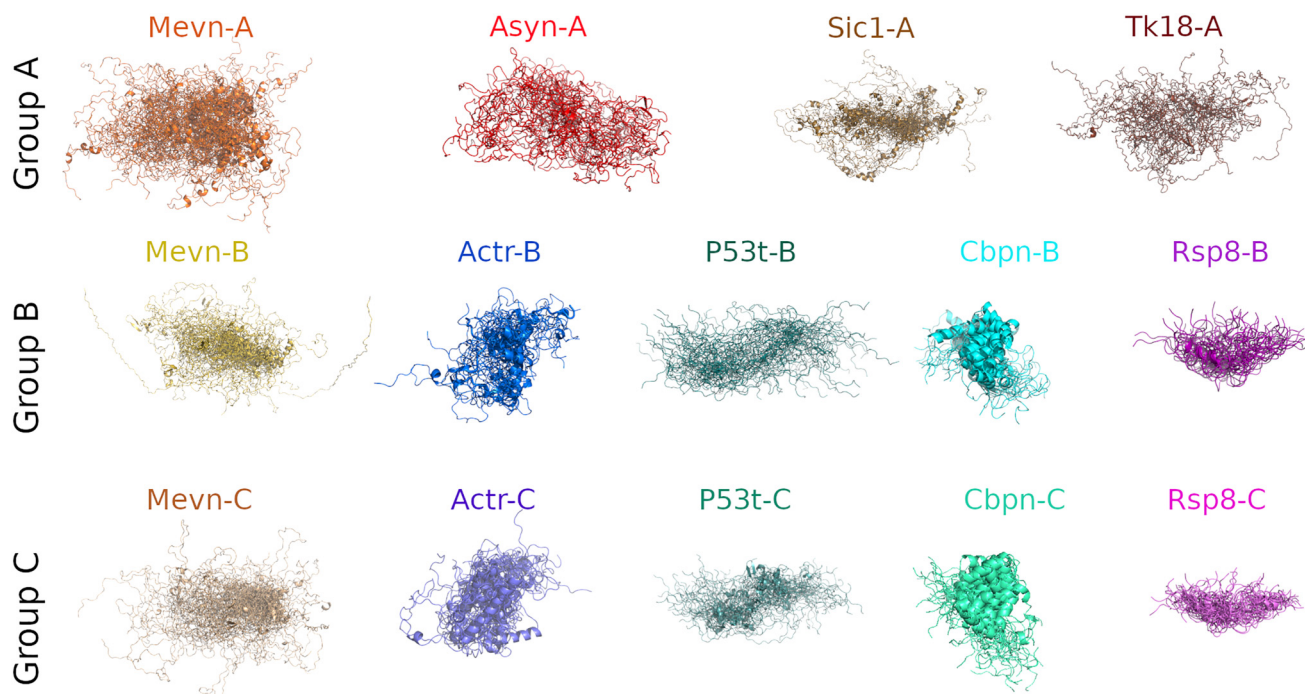 Group A
Mevn-A
Asyn-A
Sic1-A
Tk18-A
Group B
Mevn-B
Actr-B
P53t-B
Cbpn-B
Rsp8-B
Group C
Mevn-C
Actr-C
P53t-C
Cbpn-C
Rsp8-C